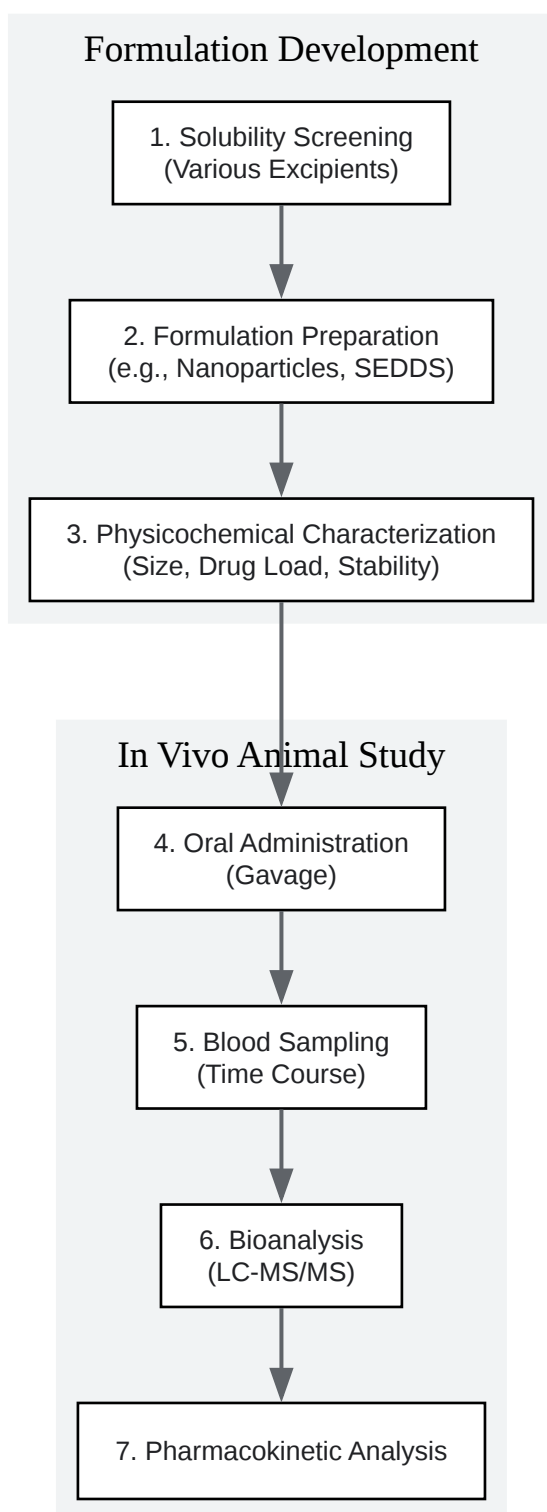 Formulation Development
1. Solubility Screening
(Various Excipients)
2. Formulation Preparation
(e.g., Nanoparticles, SEDDS)
3. Physicochemical Characterization
(Size, Drug Load, Stability)
In Vivo Animal Study
4. Oral Administration
(Gavage)
5. Blood Sampling
(Time Course)
6. Bioanalysis
(LC-MS/MS)
7. Pharmacokinetic Analysis